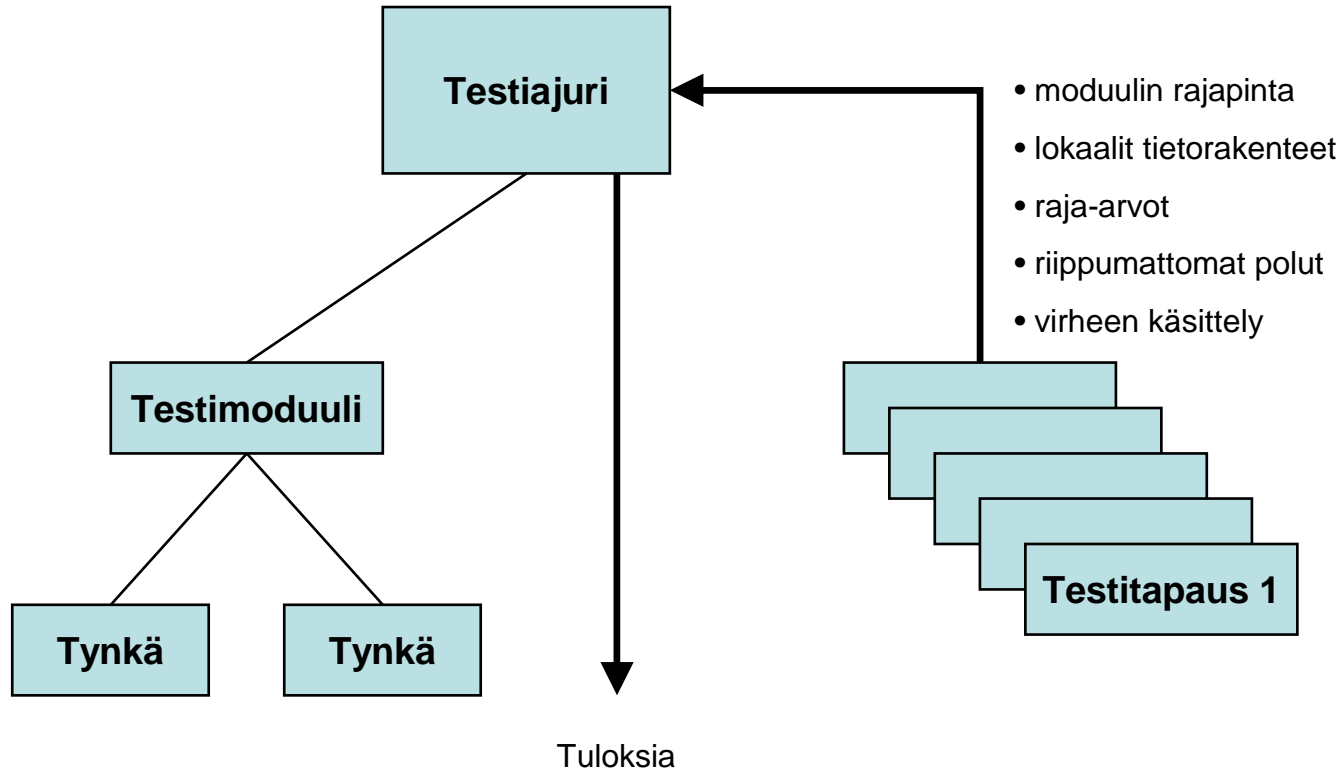 Testiajuri
• moduulin rajapinta
• lokaalit tietorakenteet
• raja-arvot
• riippumattomat polut
• virheen käsittely
Testimoduuli
Testitapaus 1
Tynkä
Tynkä
Tuloksia